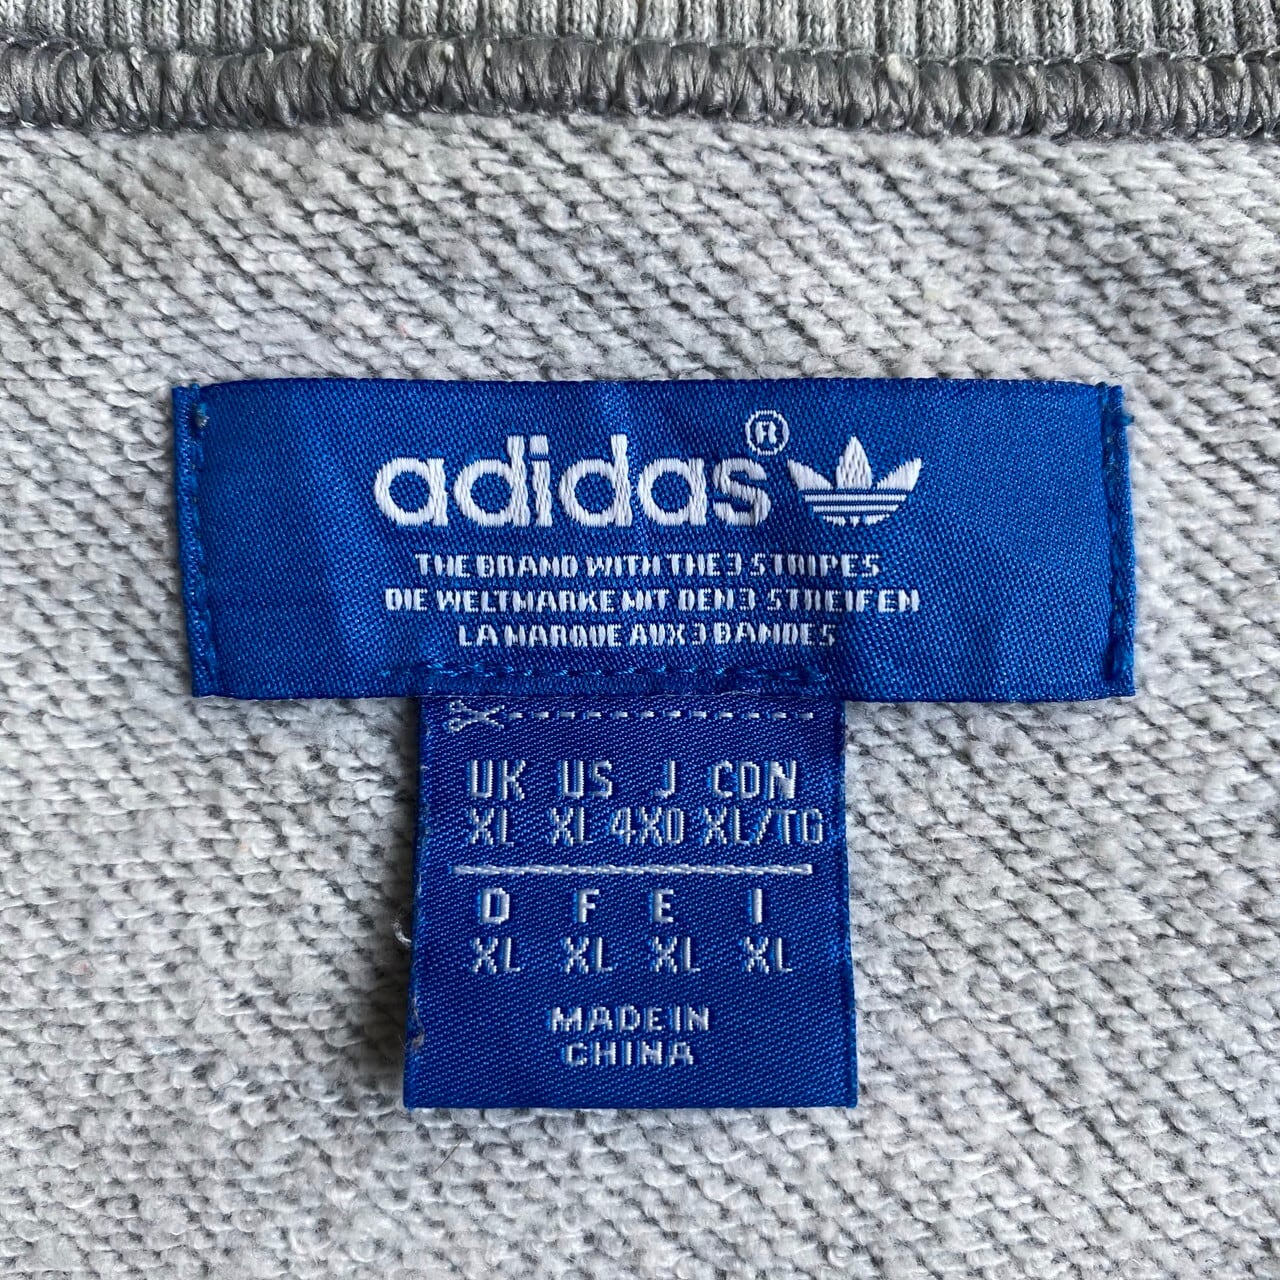 adidas®
THE BRAND WITH THE 3 STRIPES
DIE WELTMARKE MIT DEN 3 STREIFEN
LA MARQUE AUX 3 BANDES
UK US J CDN
XL XL 4XO XL/TG
D F E I
XL XL XL XL
MADE IN
CHINA